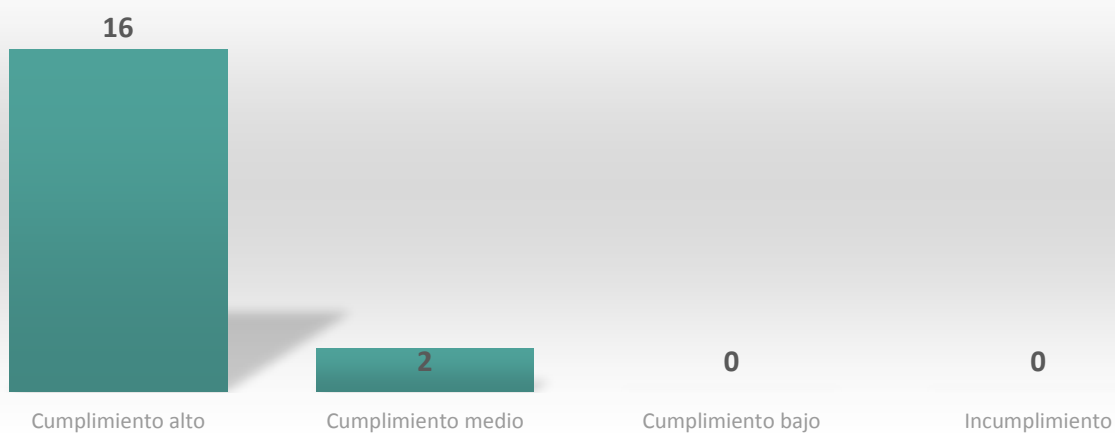 16
2
0
0
Cumplimiento alto
Cumplimiento medio
Cumplimiento bajo
Incumplimiento